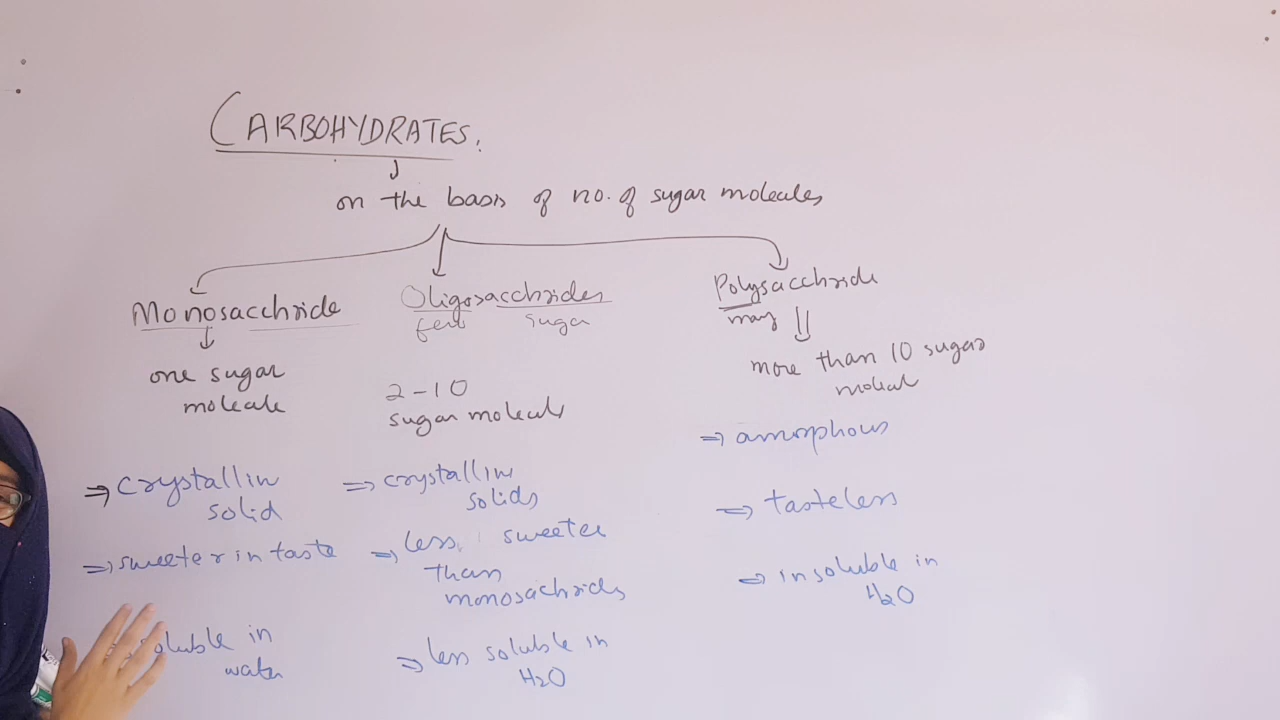 CARBOHYDRATES.
on the basis of no. of sugar molecules
Monosacchride
one sugar
molecule
crystallin
solid
sweeter in taste
soluble in
water
Oligosacchrides
few sugar
2-10
sugar molecul
crystallin
solids
less sweeter
than
monosachrids
less soluble in
H2O
Polysacchride
many
more than 10 sugar
molecul
amorphous
tasteless
insoluble in
H2O